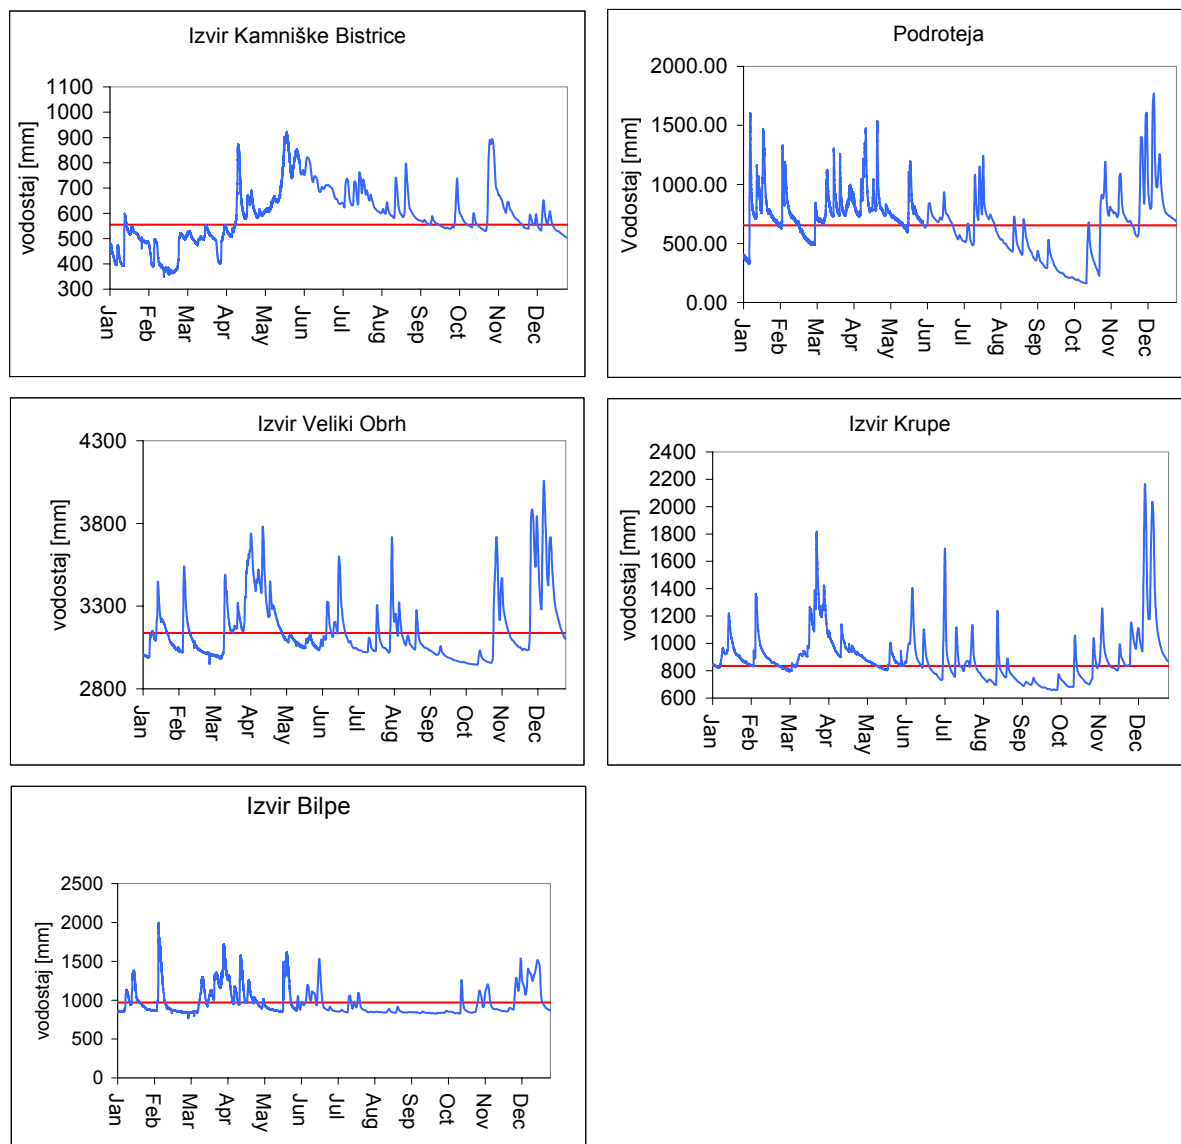 Izvir Kamniške Bistrice
vodostaj [mm]
1100
1000
900
800
700
600
500
400
300
Jan
Feb
Mar
Apr
May
Jun
Jul
Aug
Sep
Oct
Nov
Dec
Podroteja
Vodostaj [mm]
2000.00
1500.00
1000.00
500.00
0.00
Jan
Feb
Mar
Apr
May
Jun
Jul
Aug
Sep
Oct
Nov
Dec
Izvir Veliki Obrh
vodostaj [mm]
4300
3800
3300
2800
Jan
Feb
Mar
Apr
May
Jun
Jul
Aug
Sep
Oct
Nov
Dec
Izvir Krupe
vodostaj [mm]
2400
2200
2000
1800
1600
1400
1200
1000
800
600
Jan
Feb
Mar
Apr
May
Jun
Jul
Aug
Sep
Oct
Nov
Dec
Izvir Bilpe
vodostaj [mm]
2500
2000
1500
1000
500
0
Jan
Feb
Mar
Apr
May
Jun
Jul
Aug
Sep
Oct
Nov
Dec